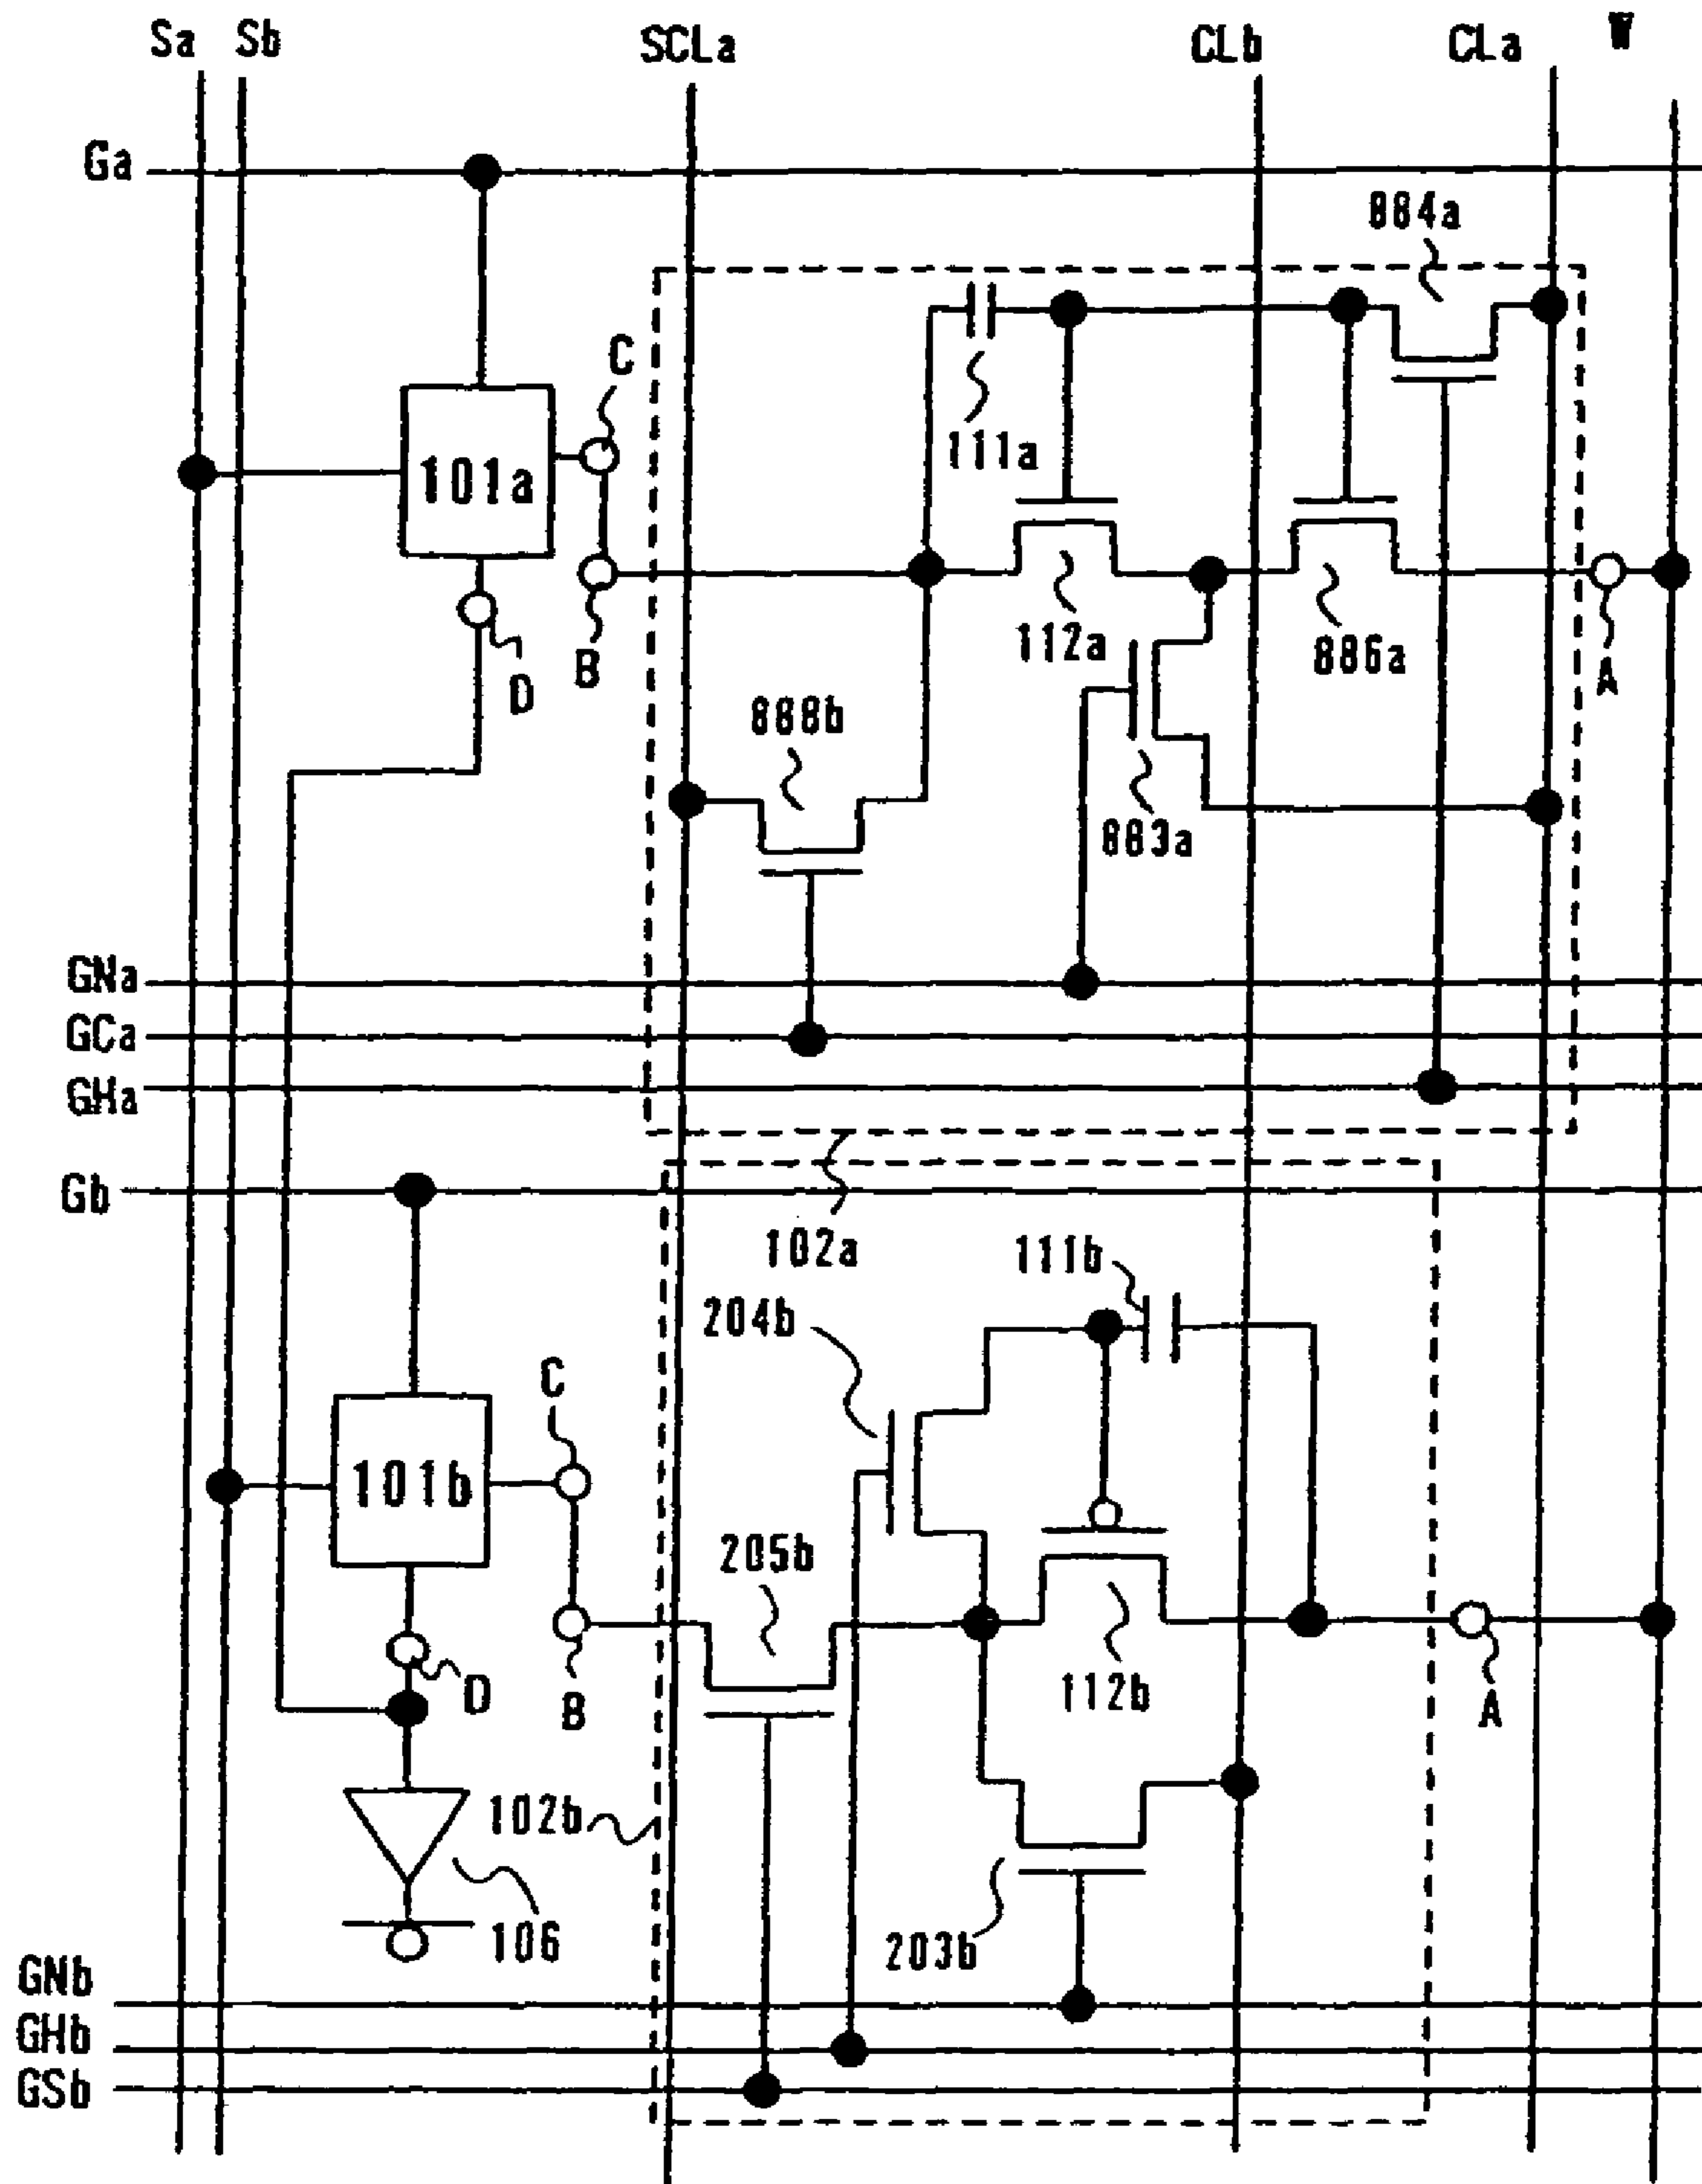 Sa Sb SCLa CLb CLa W
Ga
884a
C
111a
101a
112a
886a
B
A
D
888b
883a
GNa
GCa
GHa
Gb
102a
111b
204b
C
101b
205b
D
B
112b
A
102b
106
203b
GNb
GHb
GSb